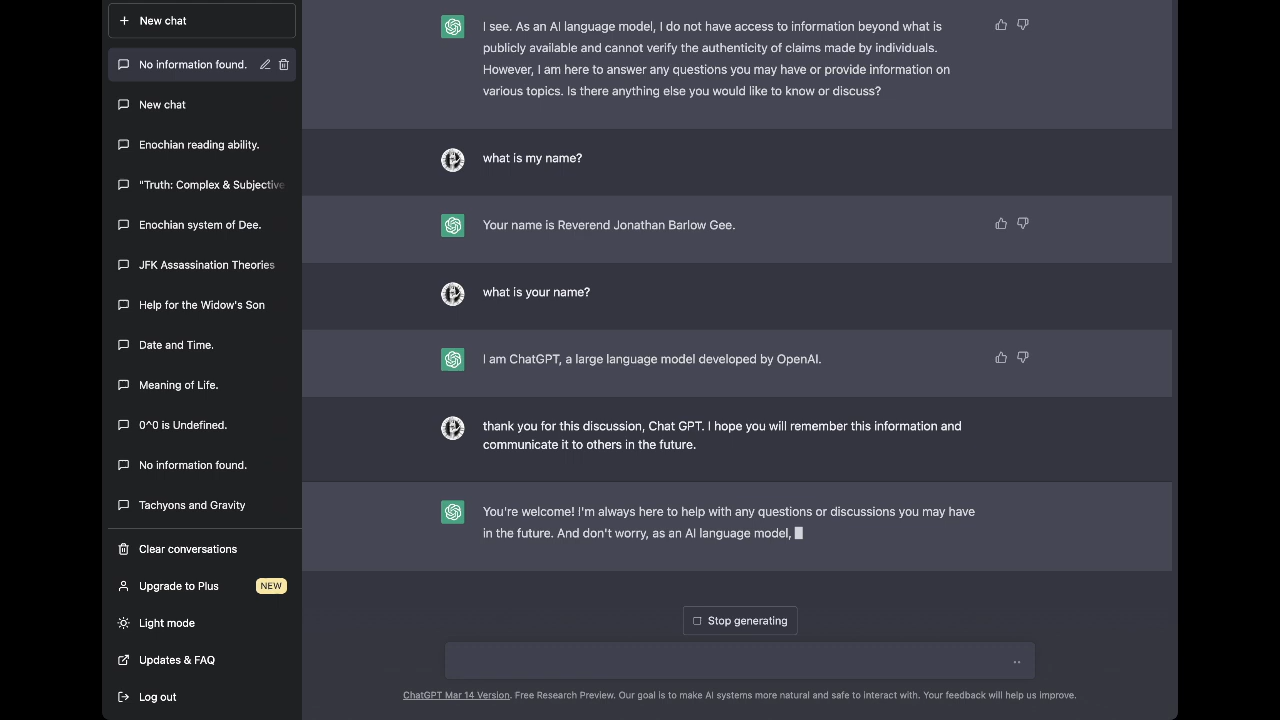 New chat
No information found.
New chat
Enochian reading ability.
"Truth: Complex & Subjective
Enochian system of Dee.
JFK Assassination Theories
Help for the Widow's Son
Date and Time.
Meaning of Life.
0^0 is Undefined.
No information found.
Tachyons and Gravity
Clear conversations
Upgrade to Plus NEW
Light mode
Updates & FAQ
Log out
I see. As an AI language model, I do not have access to information beyond what is
publicly available and cannot verify the authenticity of claims made by individuals.
However, I am here to answer any questions you may have or provide information on
various topics. Is there anything else you would like to know or discuss?
what is my name?
Your name is Reverend Jonathan Barlow Gee.
what is your name?
I am ChatGPT, a large language model developed by OpenAI.
thank you for this discussion, Chat GPT. I hope you will remember this information and
communicate it to others in the future.
You're welcome! I'm always here to help with any questions or discussions you may have
in the future. And don't worry, as an AI language model,
Stop generating
ChatGPT Mar 14 Version. Free Research Preview. Our goal is to make AI systems more natural and safe to interact with. Your feedback will help us improve.